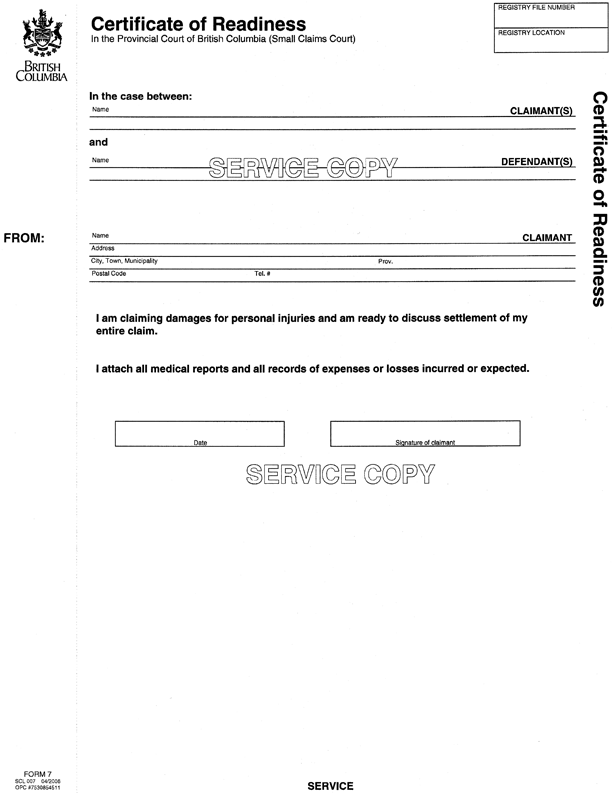 REGISTRY FILE NUMBER
REGISTRY LOCATION
Certificate of Readiness
In the Provincial Court of British Columbia (Small Claims Court)
BRITISH
COLUMBIA
In the case between:
Name CLAIMANT(S)
and
Name DEFENDANT(S)
SERVICE COPY
Certificate of Readiness
FROM:
Name CLAIMANT
Address
City, Town, Municipality Prov.
Postal Code Tel. #
I am claiming damages for personal injuries and am ready to discuss settlement of my
entire claim.
I attach all medical reports and all records of expenses or losses incurred or expected.
Date Signature of claimant
SERVICE COPY
FORM 7
SCL 007 04/2006
OPC #7530854511
SERVICE